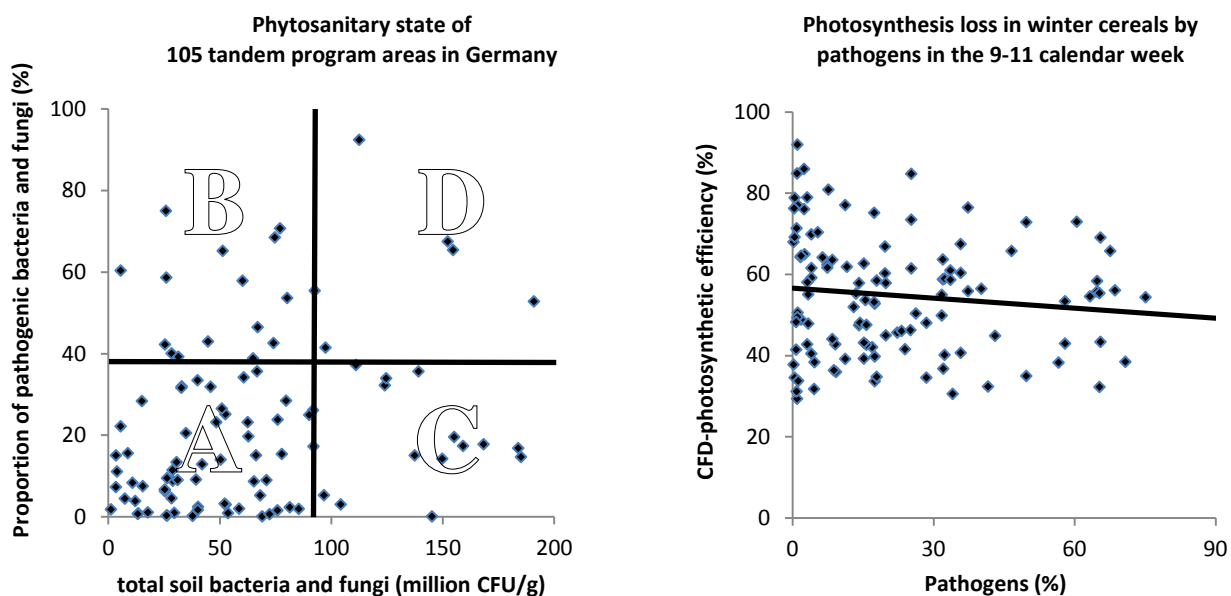 Phytosanitary state of
105 tandem program areas in Germany
Proportion of pathogenic bacteria and fungi (%)
100
80
60
40
20
0
B
D
A
C
0 50 100 150 200
total soil bacteria and fungi (million CFU/g)
Photosynthesis loss in winter cereals by
pathogens in the 9-11 calendar week
CFD-photosynthetic efficiency (%)
100
80
60
40
20
0
0 30 60 90
Pathogens (%)